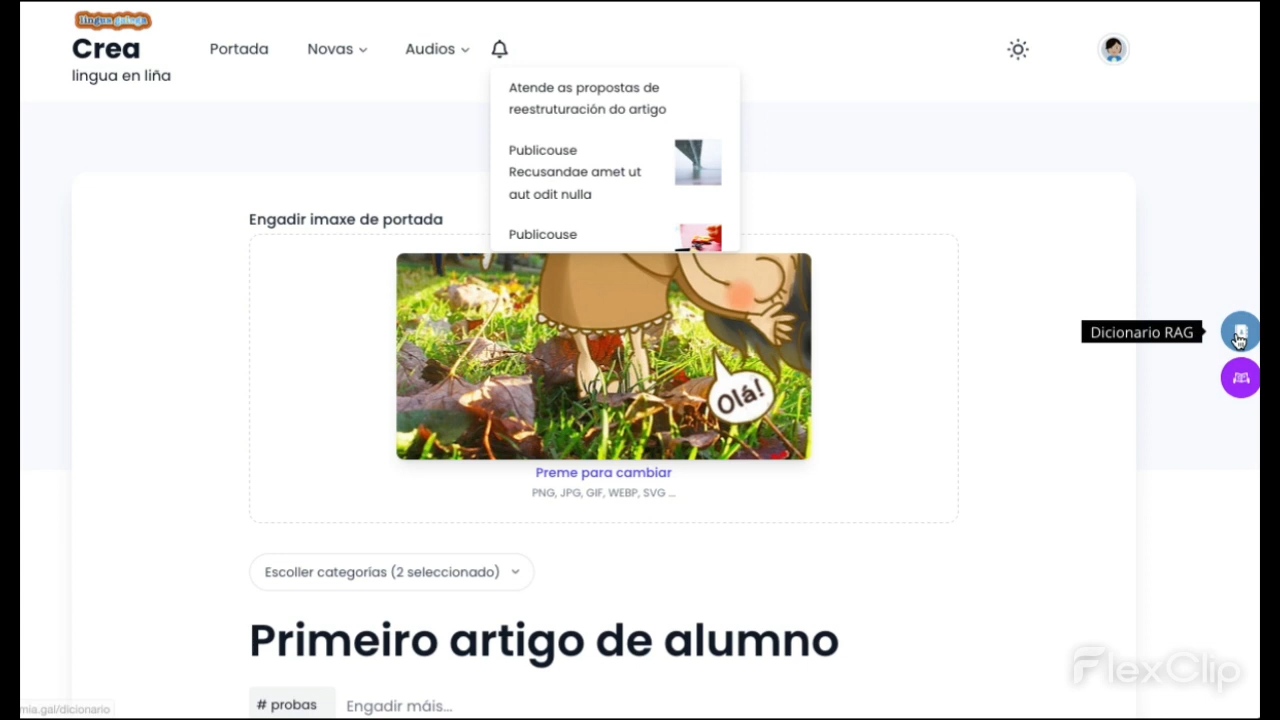 lingua galega
Crea
lingua en liña
Portada
Novas
Audios
Atende as propostas de
reestruturación do artigo
Publicouse
Recusandae amet ut
aut odit nulla
Publicouse
Engadir imaxe de portada
Olá!
Dicionario RAG
Preme para cambiar
PNG, JPG, GIF, WEBP, SVG ...
Escoller categorías (2 seleccionado)
Primeiro artigo de alumno
# probas
Engadir máis...
mia.gal/dicionario
FlexClip